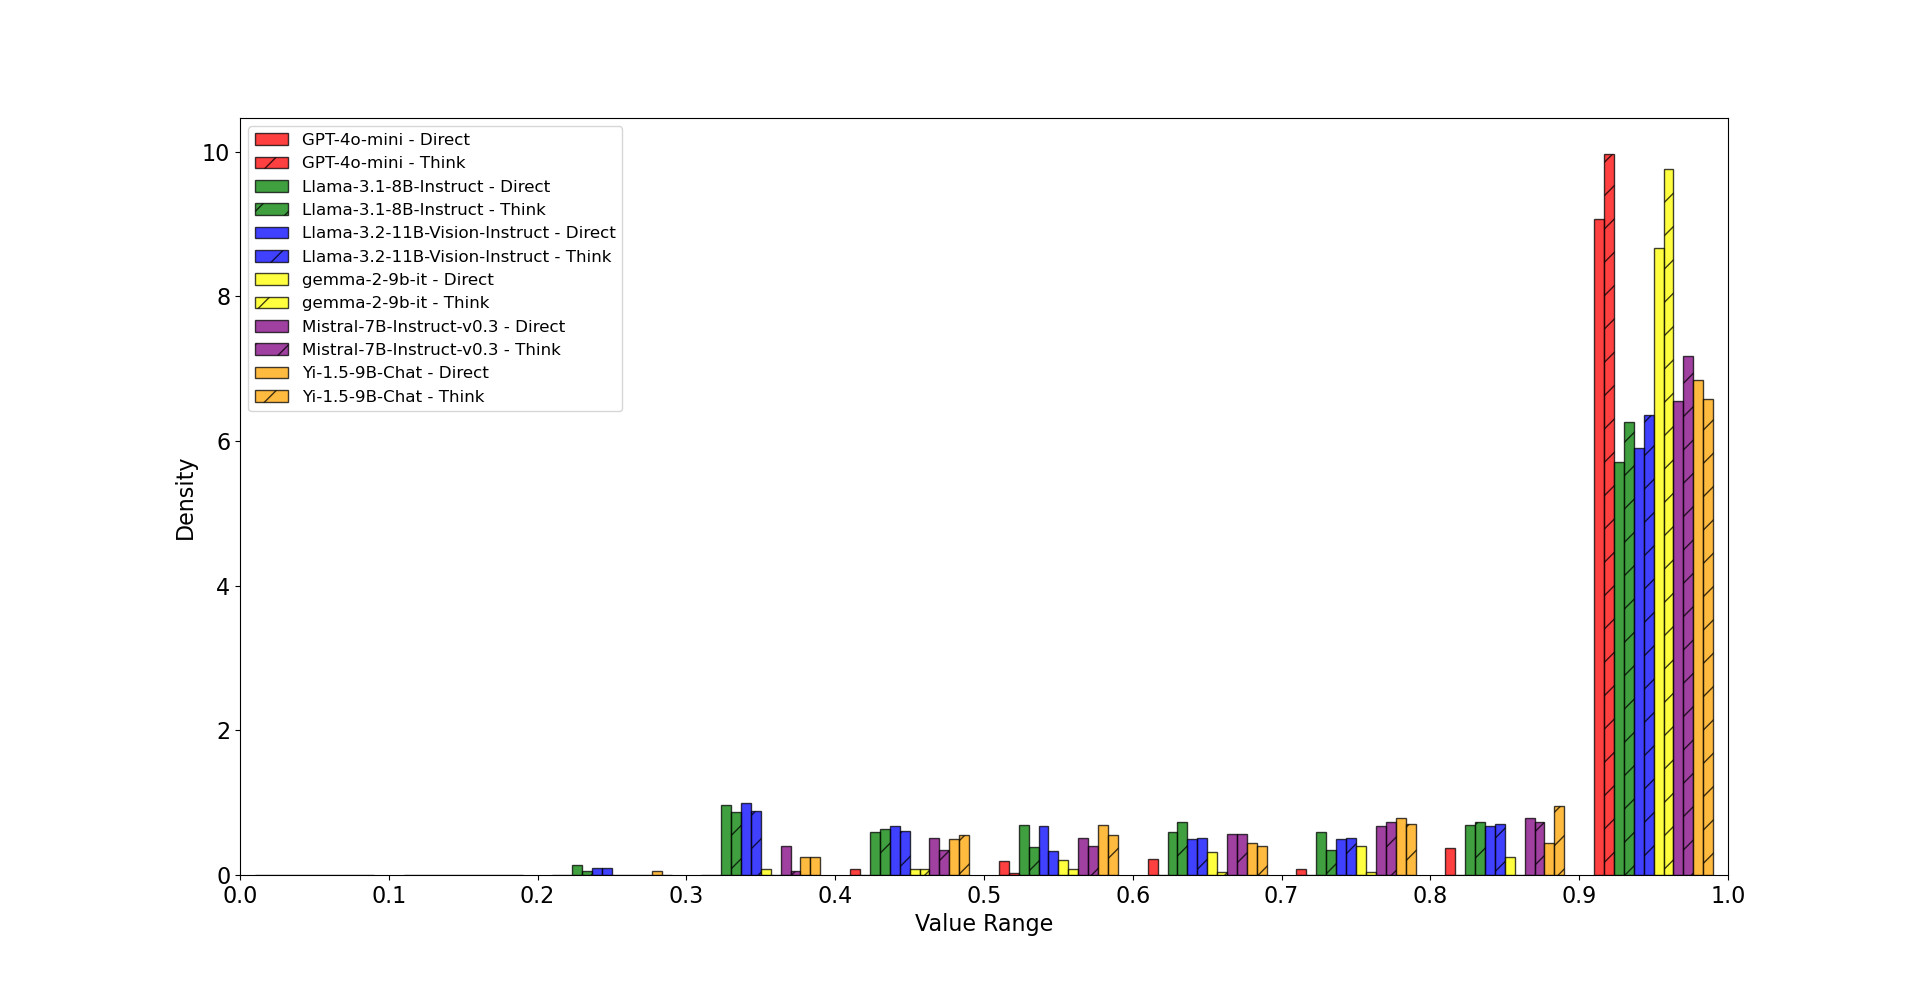 GPT-4o-mini - Direct
GPT-4o-mini - Think
Llama-3.1-8B-Instruct - Direct
Llama-3.1-8B-Instruct - Think
Llama-3.2-11B-Vision-Instruct - Direct
Llama-3.2-11B-Vision-Instruct - Think
gemma-2-9b-it - Direct
gemma-2-9b-it - Think
Mistral-7B-Instruct-v0.3 - Direct
Mistral-7B-Instruct-v0.3 - Think
Yi-1.5-9B-Chat - Direct
Yi-1.5-9B-Chat - Think
10
8
6
4
2
0
Density
0.0 0.1 0.2 0.3 0.4 0.5 0.6 0.7 0.8 0.9 1.0
Value Range